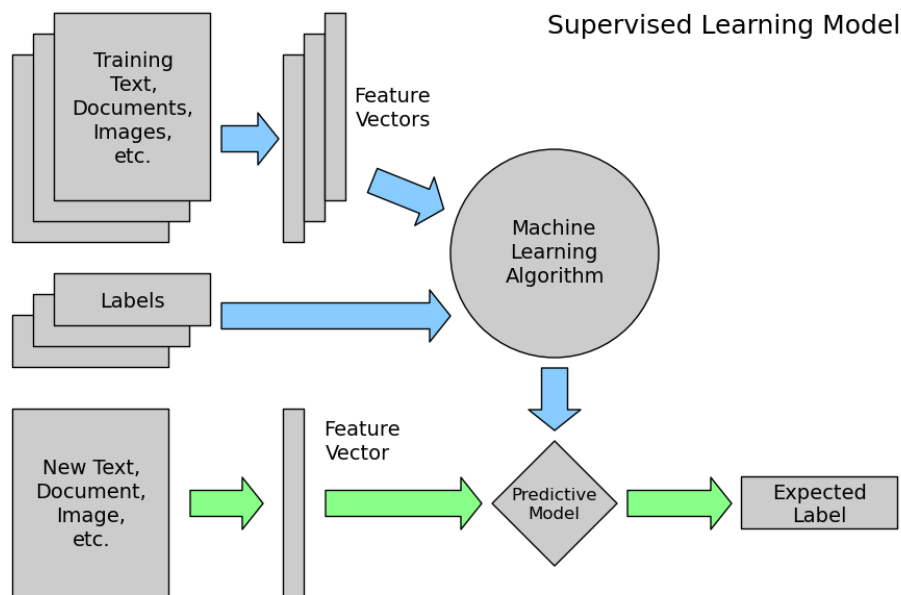 Supervised Learning Model
Training
Text,
Documents,
Images,
etc.
Feature
Vectors
Machine
Learning
Algorithm
Labels
New Text,
Document,
Image,
etc.
Feature
Vector
Predictive
Model
Expected
Label